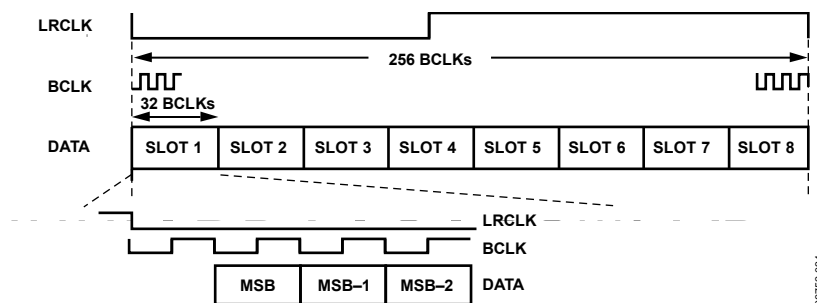 LRCLK
256 BCLKs
BCLK
32 BCLKs
DATA SLOT 1 SLOT 2 SLOT 3 SLOT 4 SLOT 5 SLOT 6 SLOT 7 SLOT 8
LRCLK
BCLK
MSB MSB–1 MSB–2 DATA